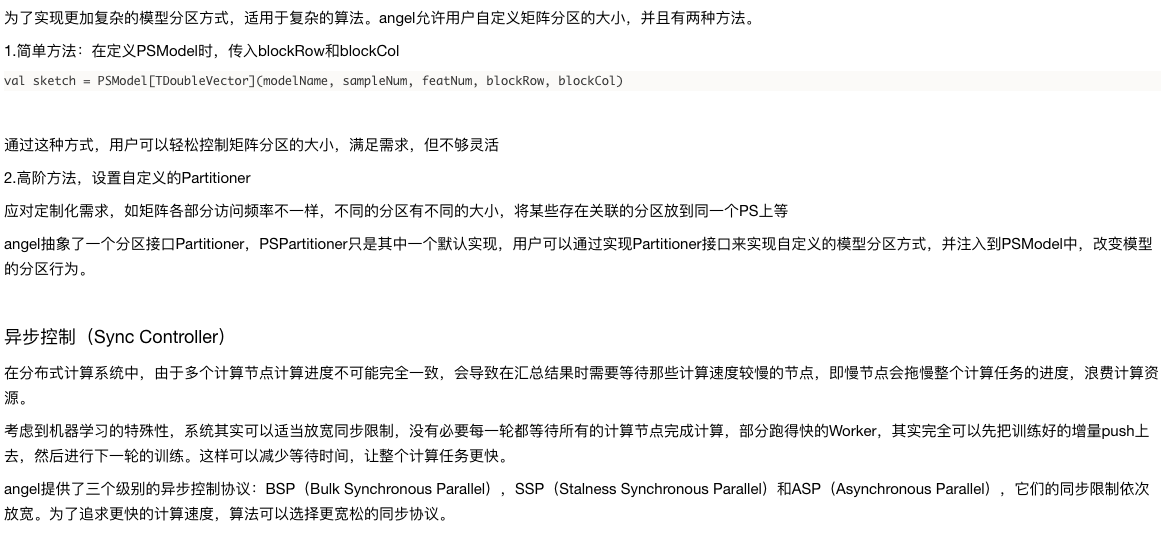 为了实现更加复杂的模型分区方式，适用于复杂的算法。angel允许用户自定义矩阵分区的大小，并且有两种方法。
1.简单方法：在定义PSModel时，传入blockRow和blockCol
val sketch = PSModel[TDoubleVector](modelName, sampleNum, featNum, blockRow, blockCol)
通过这种方式，用户可以轻松控制矩阵分区的大小，满足需求，但不够灵活
2.高阶方法，设置自定义的Partitioner
应对定制化需求，如矩阵各部分访问频率不一样，不同的分区有不同的大小，将某些存在关联的分区放到同一个PS上等
angel抽象了一个分区接口Partitioner，PSPartitioner只是其中一个默认实现，用户可以通过实现Partitioner接口来实现自定义的模型分区方式，并注入到PSModel中，改变模型
的分区行为。
异步控制（Sync Controller）
在分布式计算系统中，由于多个计算节点计算进度不可能完全一致，会导致在汇总结果时需要等待那些计算速度较慢的节点，即慢节点会拖慢整个计算任务的进度，浪费计算资
源。
考虑到机器学习的特殊性，系统其实可以适当放宽同步限制，没有必要每一轮都等待所有的计算节点完成计算，部分跑得快的Worker，其实完全可以先把训练好的增量push上
去，然后进行下一轮的训练。这样可以减少等待时间，让整个计算任务更快。
angel提供了三个级别的异步控制协议：BSP（Bulk Synchronous Parallel），SSP（Stalness Synchronous Parallel）和ASP（Asynchronous Parallel），它们的同步限制依次
放宽。为了追求更快的计算速度，算法可以选择更宽松的同步协议。